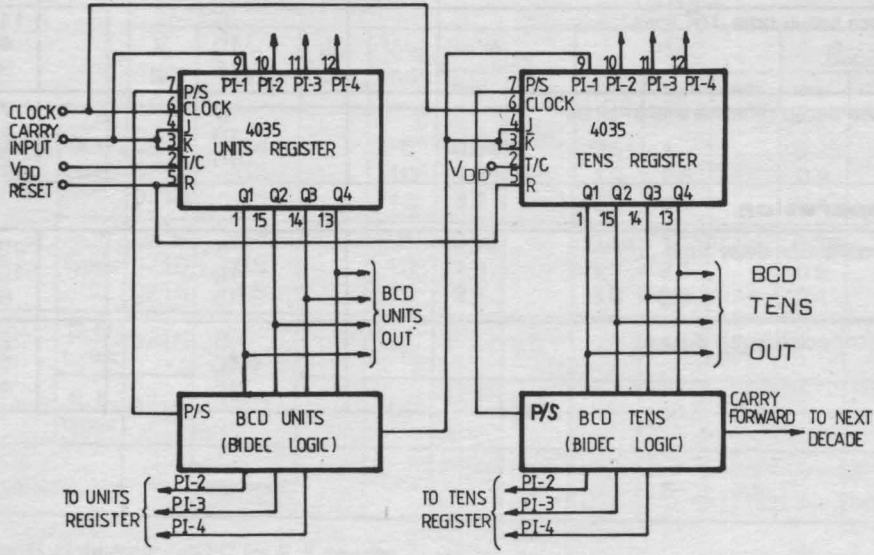 9 10 11 12
PI-1 PI-2 PI-3 PI-4
7 P/S
6 CLOCK
4 J
3 K
2 T/C
5 R
4035
UNITS REGISTER
Q1 Q2 Q3 Q4
1 15 14 13
CLOCK
CARRY
INPUT
VDD
RESET
9 10 11 12
PI-1 PI-2 PI-3 PI-4
7 P/S
6 CLOCK
4 J
3 K
2 T/C
5 R
4035
TENS REGISTER
VDD
Q1 Q2 Q3 Q4
1 15 14 13
BCD
UNITS
OUT
BCD
TENS
OUT
P/S
BCD UNITS
(BIDEC LOGIC)
P/S
BCD TENS
(BIDEC LOGIC)
CARRY
FORWARD
TO NEXT
DECADE
TO UNITS
REGISTER
PI-2
PI-3
PI-4
TO TENS
REGISTER
PI-2
PI-3
PI-4